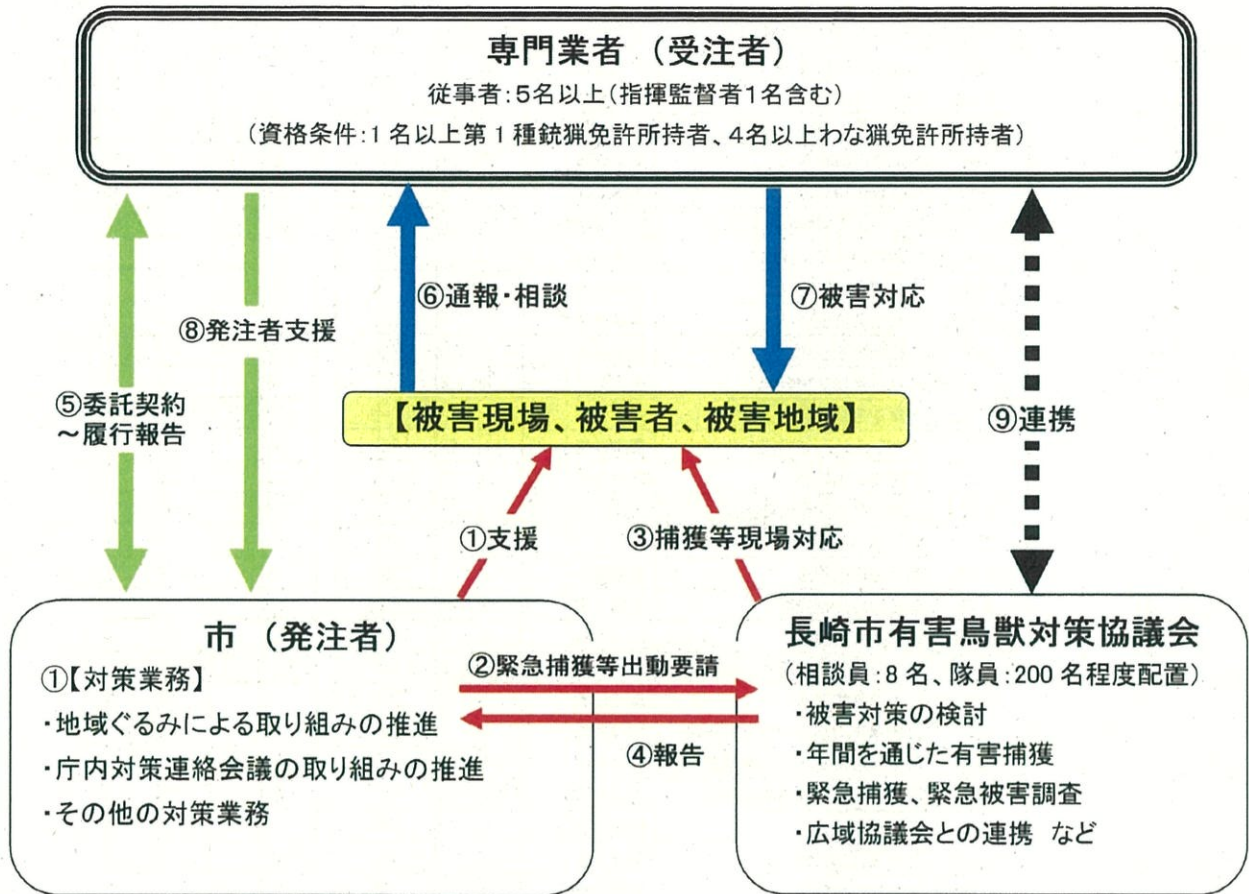 専門業者（受注者）
従事者：5名以上（指揮監督者1名含む）
（資格条件：1名以上第1種銃猟免許所持者、4名以上わな猟免許所持者）
⑥通報・相談
⑦被害対応
⑧発注者支援
⑤委託契約
～履行報告
【被害現場、被害者、被害地域】
⑨連携
①支援
③捕獲等現場対応
市（発注者）
①【対策業務】
・地域ぐるみによる取り組みの推進
・庁内対策連絡会議の取り組みの推進
・その他の対策業務
②緊急捕獲等出動要請
④報告
長崎市有害鳥獣対策協議会
（相談員：8名、隊員：200名程度配置）
・被害対策の検討
・年間を通じた有害捕獲
・緊急捕獲、緊急被害調査
・広域協議会との連携 など